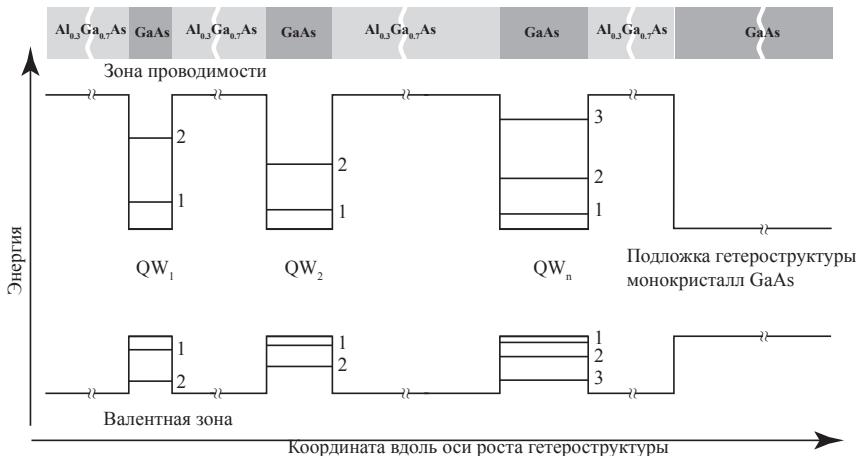 Al0.3Ga0.7As GaAs Al0.3Ga0.7As GaAs Al0.3Ga0.7As GaAs Al0.3Ga0.7As GaAs
Зона проводимости
2
1
2
1
3
2
1
QW1
QW2
QWn
Подложка гетероструктуры
монокристалл GaAs
1
2
1
2
1
2
3
Валентная зона
Энергия
Координата вдоль оси роста гетероструктуры